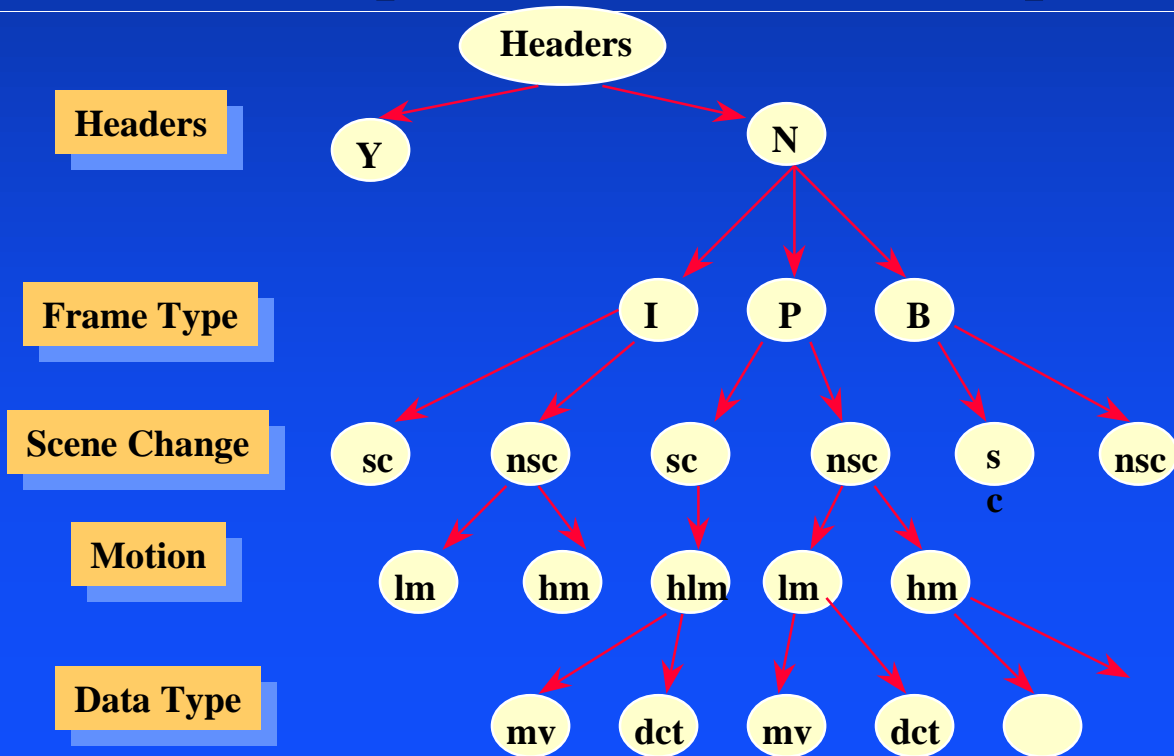 Headers
Headers
Y
N
Frame Type
I
P
B
Scene Change
sc
nsc
sc
nsc
s
c
nsc
Motion
lm
hm
hlm
lm
hm
Data Type
mv
dct
mv
dct